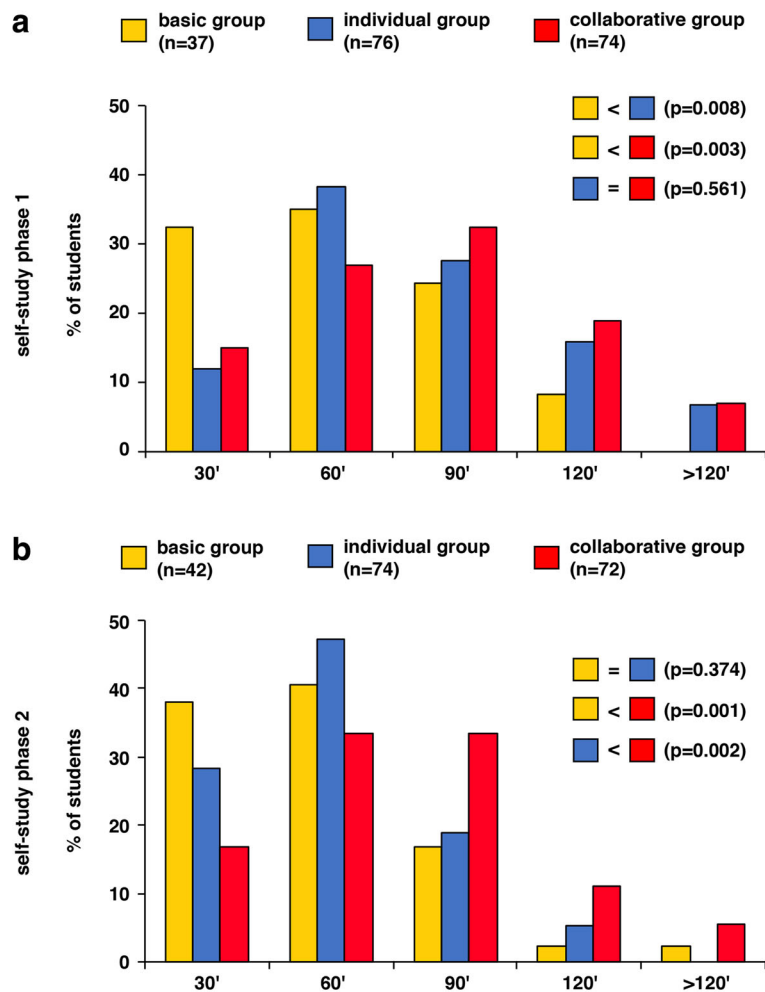 a
basic group
(n=37)
individual group
(n=76)
collaborative group
(n=74)
< (p=0.008)
< (p=0.003)
= (p=0.561)
self-study phase 1
% of students
50
40
30
20
10
0
30' 60' 90' 120' >120'
b
basic group
(n=42)
individual group
(n=74)
collaborative group
(n=72)
= (p=0.374)
< (p=0.001)
< (p=0.002)
self-study phase 2
% of students
50
40
30
20
10
0
30' 60' 90' 120' >120'